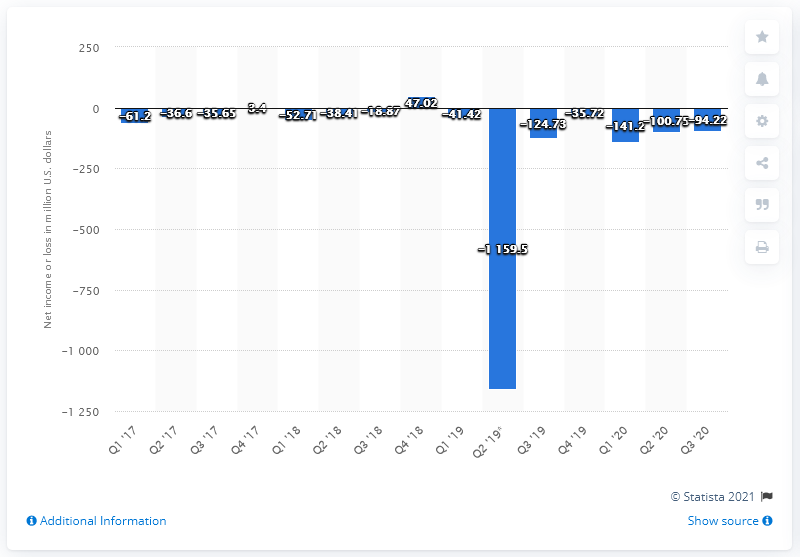 Net income or loss in million U.S. dollars
250
0
−250
−500
−750
−1 000
−1 250
−61.2
−36.6
−35.65
3.4
−52.71
−38.41
−18.87
47.02
−41.42
−1 159.5
−124.73
−35.72
−141.2
−100.75
−94.22
Q1 '17
Q2 '17
Q3 '17
Q4 '17
Q1 '18
Q2 '18
Q3 '18
Q4 '18
Q1 '19
Q2 '19*
Q3 '19
Q4 '19
Q1 '20
Q2 '20
Q3 '20
© Statista 2021
Additional Information
Show source